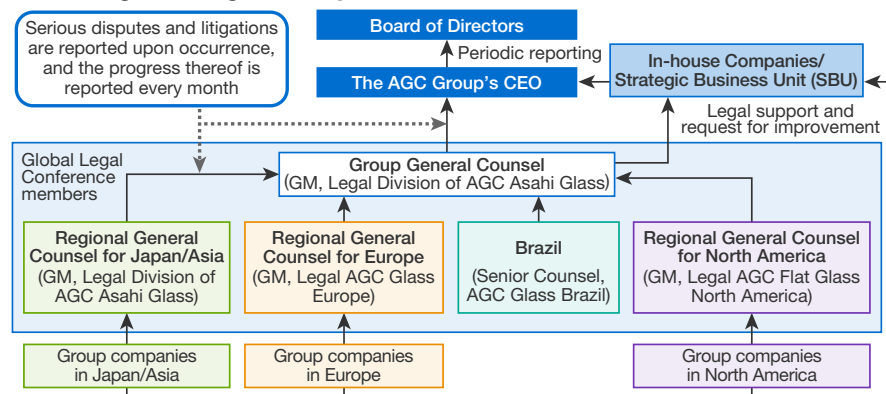 Serious disputes and litigations
are reported upon occurrence,
and the progress thereof is
reported every month
Board of Directors
Periodic reporting
The AGC Group's CEO
In-house Companies/
Strategic Business Unit (SBU)
Legal support and
request for improvement
Global Legal
Conference
members
Group General Counsel
(GM, Legal Division of AGC Asahi Glass)
Regional General
Counsel for Japan/Asia
(GM, Legal Division of
AGC Asahi Glass)
Regional General
Counsel for Europe
(GM, Legal AGC Glass
Europe)
Brazil
(Senior Counsel,
AGC Glass Brazil)
Regional General Counsel
for North America
(GM, Legal AGC Flat Glass
North America)
Group companies
in Japan/Asia
Group companies
in Europe
Group companies
in North America